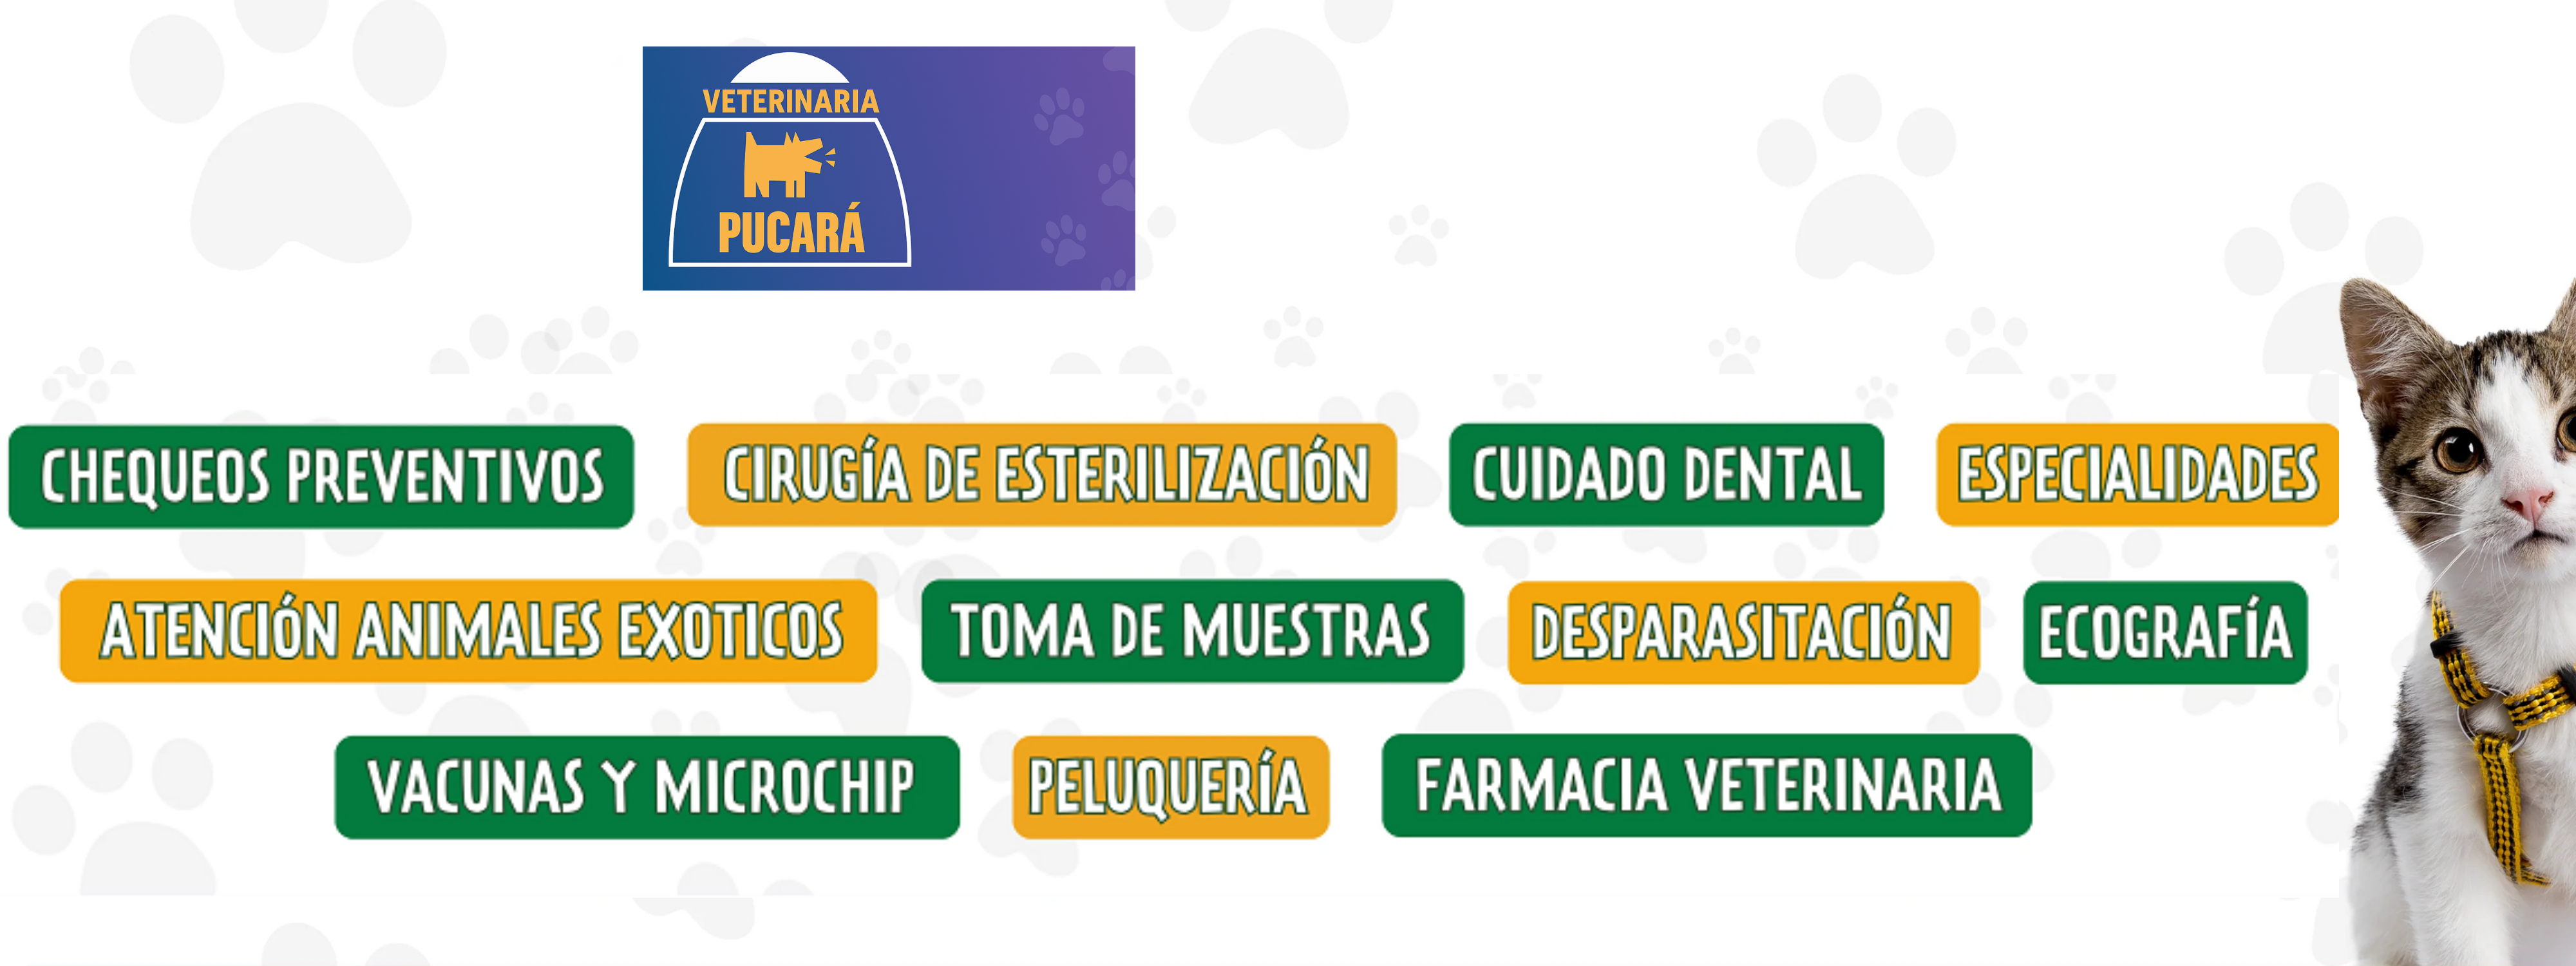 VETERINARIA
PUCARÁ
CHEQUEOS PREVENTIVOS
CIRUGÍA DE ESTERILIZACIÓN
CUIDADO DENTAL
ESPECIALIDADES
ATENCIÓN ANIMALES EXOTICOS
TOMA DE MUESTRAS
DESPARASITACIÓN
ECOGRAFÍA
VACUNAS Y MICROCHIP
PELUQUERÍA
FARMACIA VETERINARIA